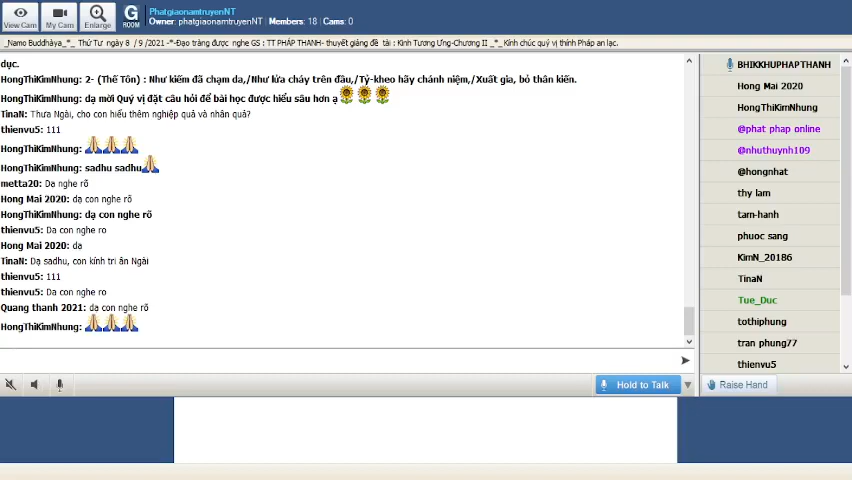 View Cam
My Cam
Enlarge
G
ROOM
PhatgiaonamtruyenNT
Owner: phatgiaonamtruyenNT | Members: 18 | Cams: 0
_Namo Buddhàya_*_ Thứ Tư ngày 8 / 9 /2021 -*-Đạo tràng được nghe GS : TT PHÁP THANH- thuyết giảng đề tài : Kinh Tương Ưng-Chương II _*_ Kính chúc quý vị thính Pháp an lạc.
dục.
HongThiKimNhung: 2- (Thế Tôn) : Như kiếm đã chạm da,/Như lửa cháy trên đầu,/Tỷ-kheo hãy chánh niệm,/Xuất gia, bỏ thân kiến.
HongThiKimNhung: dạ mời Quý vị đặt câu hỏi để bài học được hiểu sâu hơn ạ
TinaN: Thưa Ngài, cho con hiểu thêm nghiệp quả và nhân quả?
thienvu5: 111
HongThiKimNhung:
HongThiKimNhung: sadhu sadhu
metta20: Dạ nghe rõ
Hong Mai 2020: dạ con nghe rõ
HongThiKimNhung: dạ con nghe rõ
thienvu5: Da con nghe ro
Hong Mai 2020: dạ
TinaN: Dạ sadhu, con kính tri ân Ngài
thienvu5: 111
thienvu5: Da con nghe ro
Quang thanh 2021: dạ con nghe rõ
HongThiKimNhung:
Hold to Talk
BHIKKHUPHAPTHANH
Hong Mai 2020
HongThiKimNhung
@phat phap online
@nhuthuynh109
@hongnhat
thy lam
tam-hanh
phuoc sang
KimN_20186
TinaN
Tue_Duc
tothiphung
tran phung77
thienvu5
Raise Hand